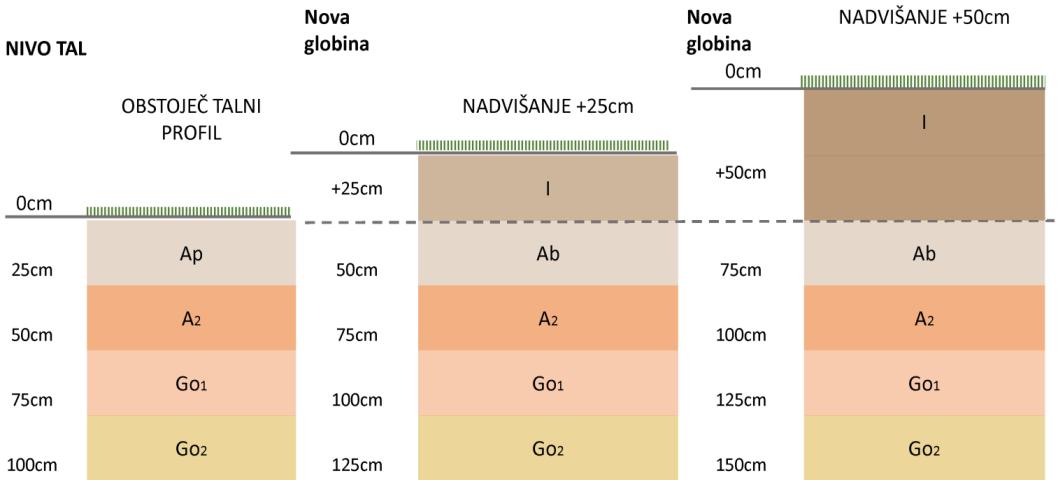 NIVO TAL
OBSTOJEČ TALNI
PROFIL
0cm
Ap
25cm
A2
50cm
Go1
75cm
Go2
100cm
Nova
globina
NADVIŠANJE +25cm
0cm
+25cm
I
Ab
50cm
A2
75cm
Go1
100cm
Go2
125cm
Nova
globina
NADVIŠANJE +50cm
0cm
I
+50cm
Ab
75cm
A2
100cm
Go1
125cm
Go2
150cm